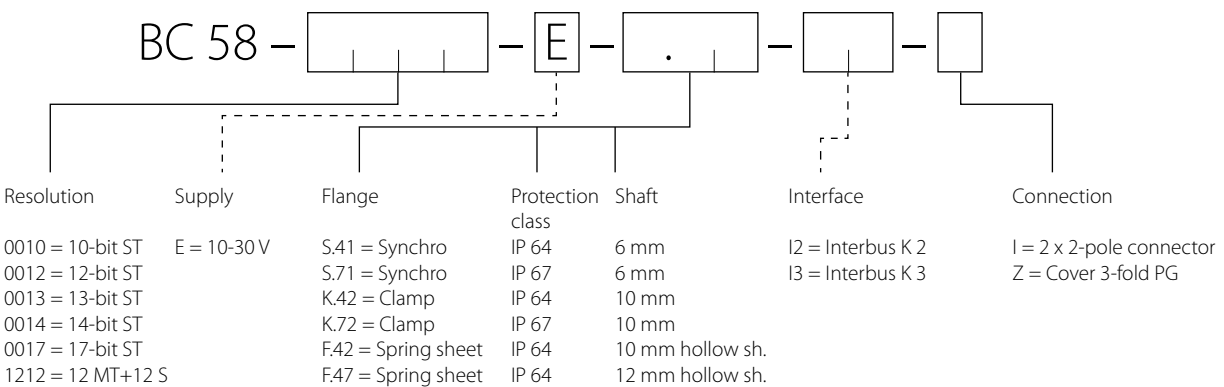 BC 58 – – E – . – –
Resolution Supply Flange Protection class Shaft Interface Connection
0010 = 10-bit ST E = 10-30 V S.41 = Synchro IP 64 6 mm I2 = Interbus K 2 I = 2 x 2-pole connector
0012 = 12-bit ST S.71 = Synchro IP 67 6 mm I3 = Interbus K 3 Z = Cover 3-fold PG
0013 = 13-bit ST K.42 = Clamp IP 64 10 mm
0014 = 14-bit ST K.72 = Clamp IP 67 10 mm
0017 = 17-bit ST F.42 = Spring sheet IP 64 10 mm hollow sh.
1212 = 12 MT+12 S F.47 = Spring sheet IP 64 12 mm hollow sh.